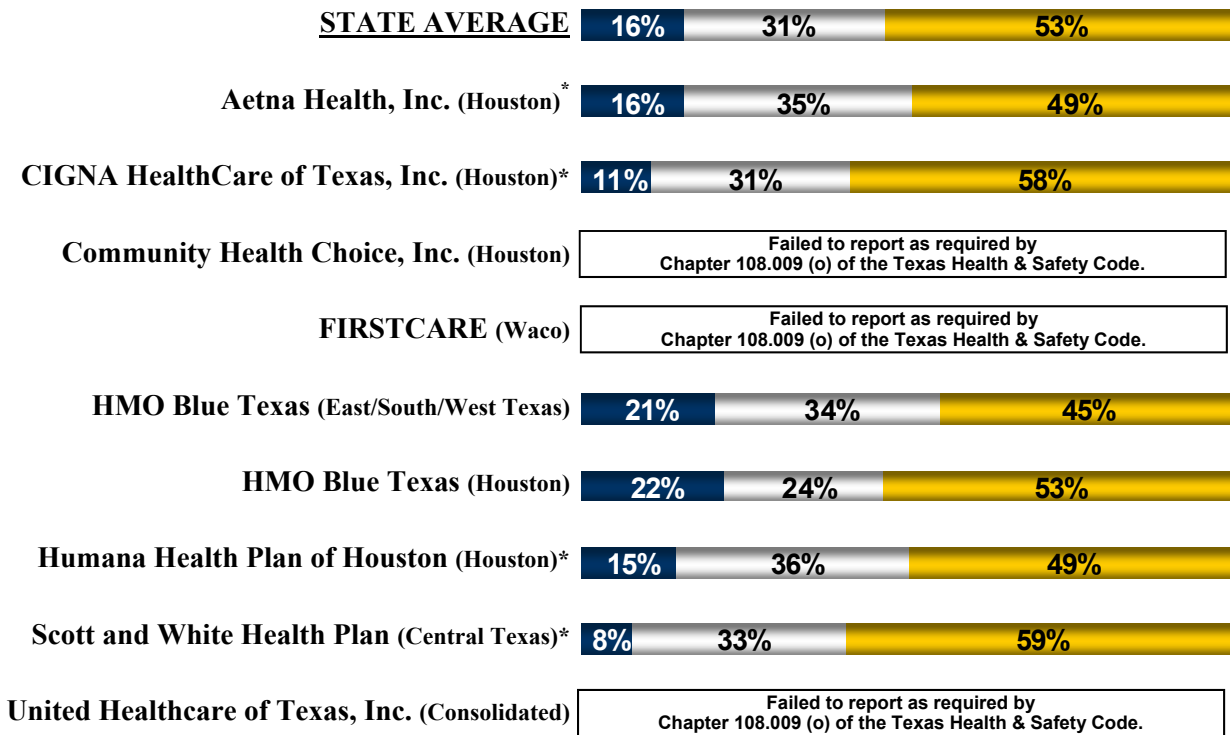 STATE AVERAGE 16% 31% 53%
Aetna Health, Inc. (Houston)* 16% 35% 49%
CIGNA HealthCare of Texas, Inc. (Houston)* 11% 31% 58%
Community Health Choice, Inc. (Houston) Failed to report as required by
Chapter 108.009 (o) of the Texas Health & Safety Code.
FIRSTCARE (Waco) Failed to report as required by
Chapter 108.009 (o) of the Texas Health & Safety Code.
HMO Blue Texas (East/South/West Texas) 21% 34% 45%
HMO Blue Texas (Houston) 22% 24% 53%
Humana Health Plan of Houston (Houston)* 15% 36% 49%
Scott and White Health Plan (Central Texas)* 8% 33% 59%
United Healthcare of Texas, Inc. (Consolidated) Failed to report as required by
Chapter 108.009 (o) of the Texas Health & Safety Code.